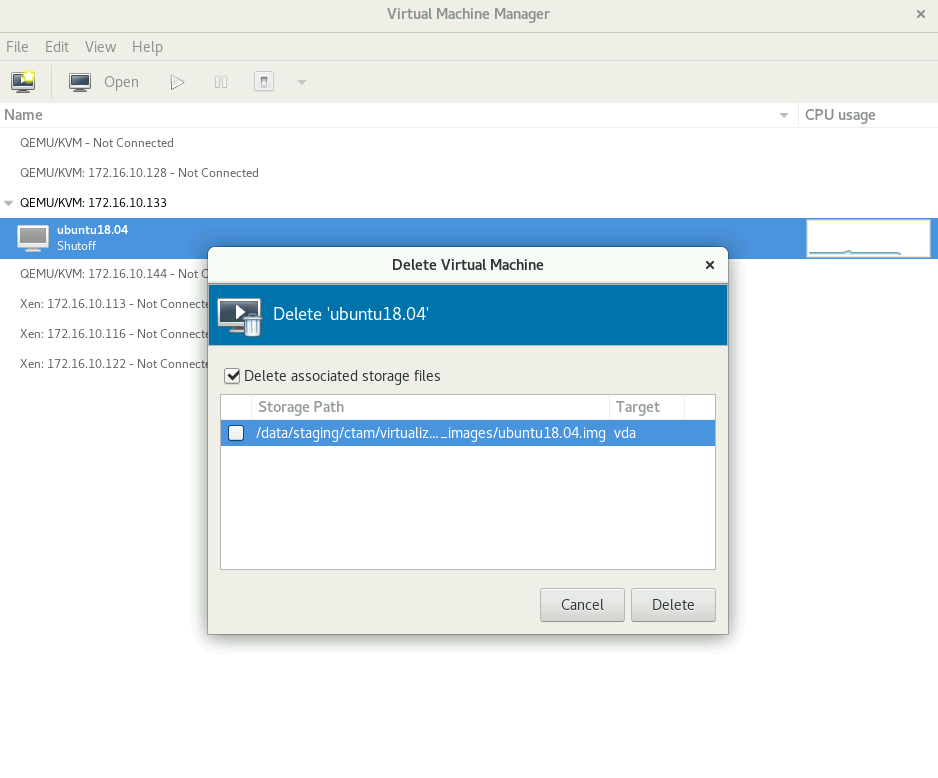 Virtual Machine Manager
File Edit View Help
Open
Name CPU usage
QEMU/KVM - Not Connected
QEMU/KVM: 172.16.10.128 - Not Connected
QEMU/KVM: 172.16.10.133
ubuntu18.04
Shutoff
QEMU/KVM: 172.16.10.144 - Not C
Xen: 172.16.10.113 - Not Connecte
Xen: 172.16.10.116 - Not Connecte
Xen: 172.16.10.122 - Not Connecte
Delete Virtual Machine
Delete 'ubuntu18.04'
Delete associated storage files
Storage Path Target
/data/staging/ctam/virtualiz..._images/ubuntu18.04.img vda
Cancel Delete